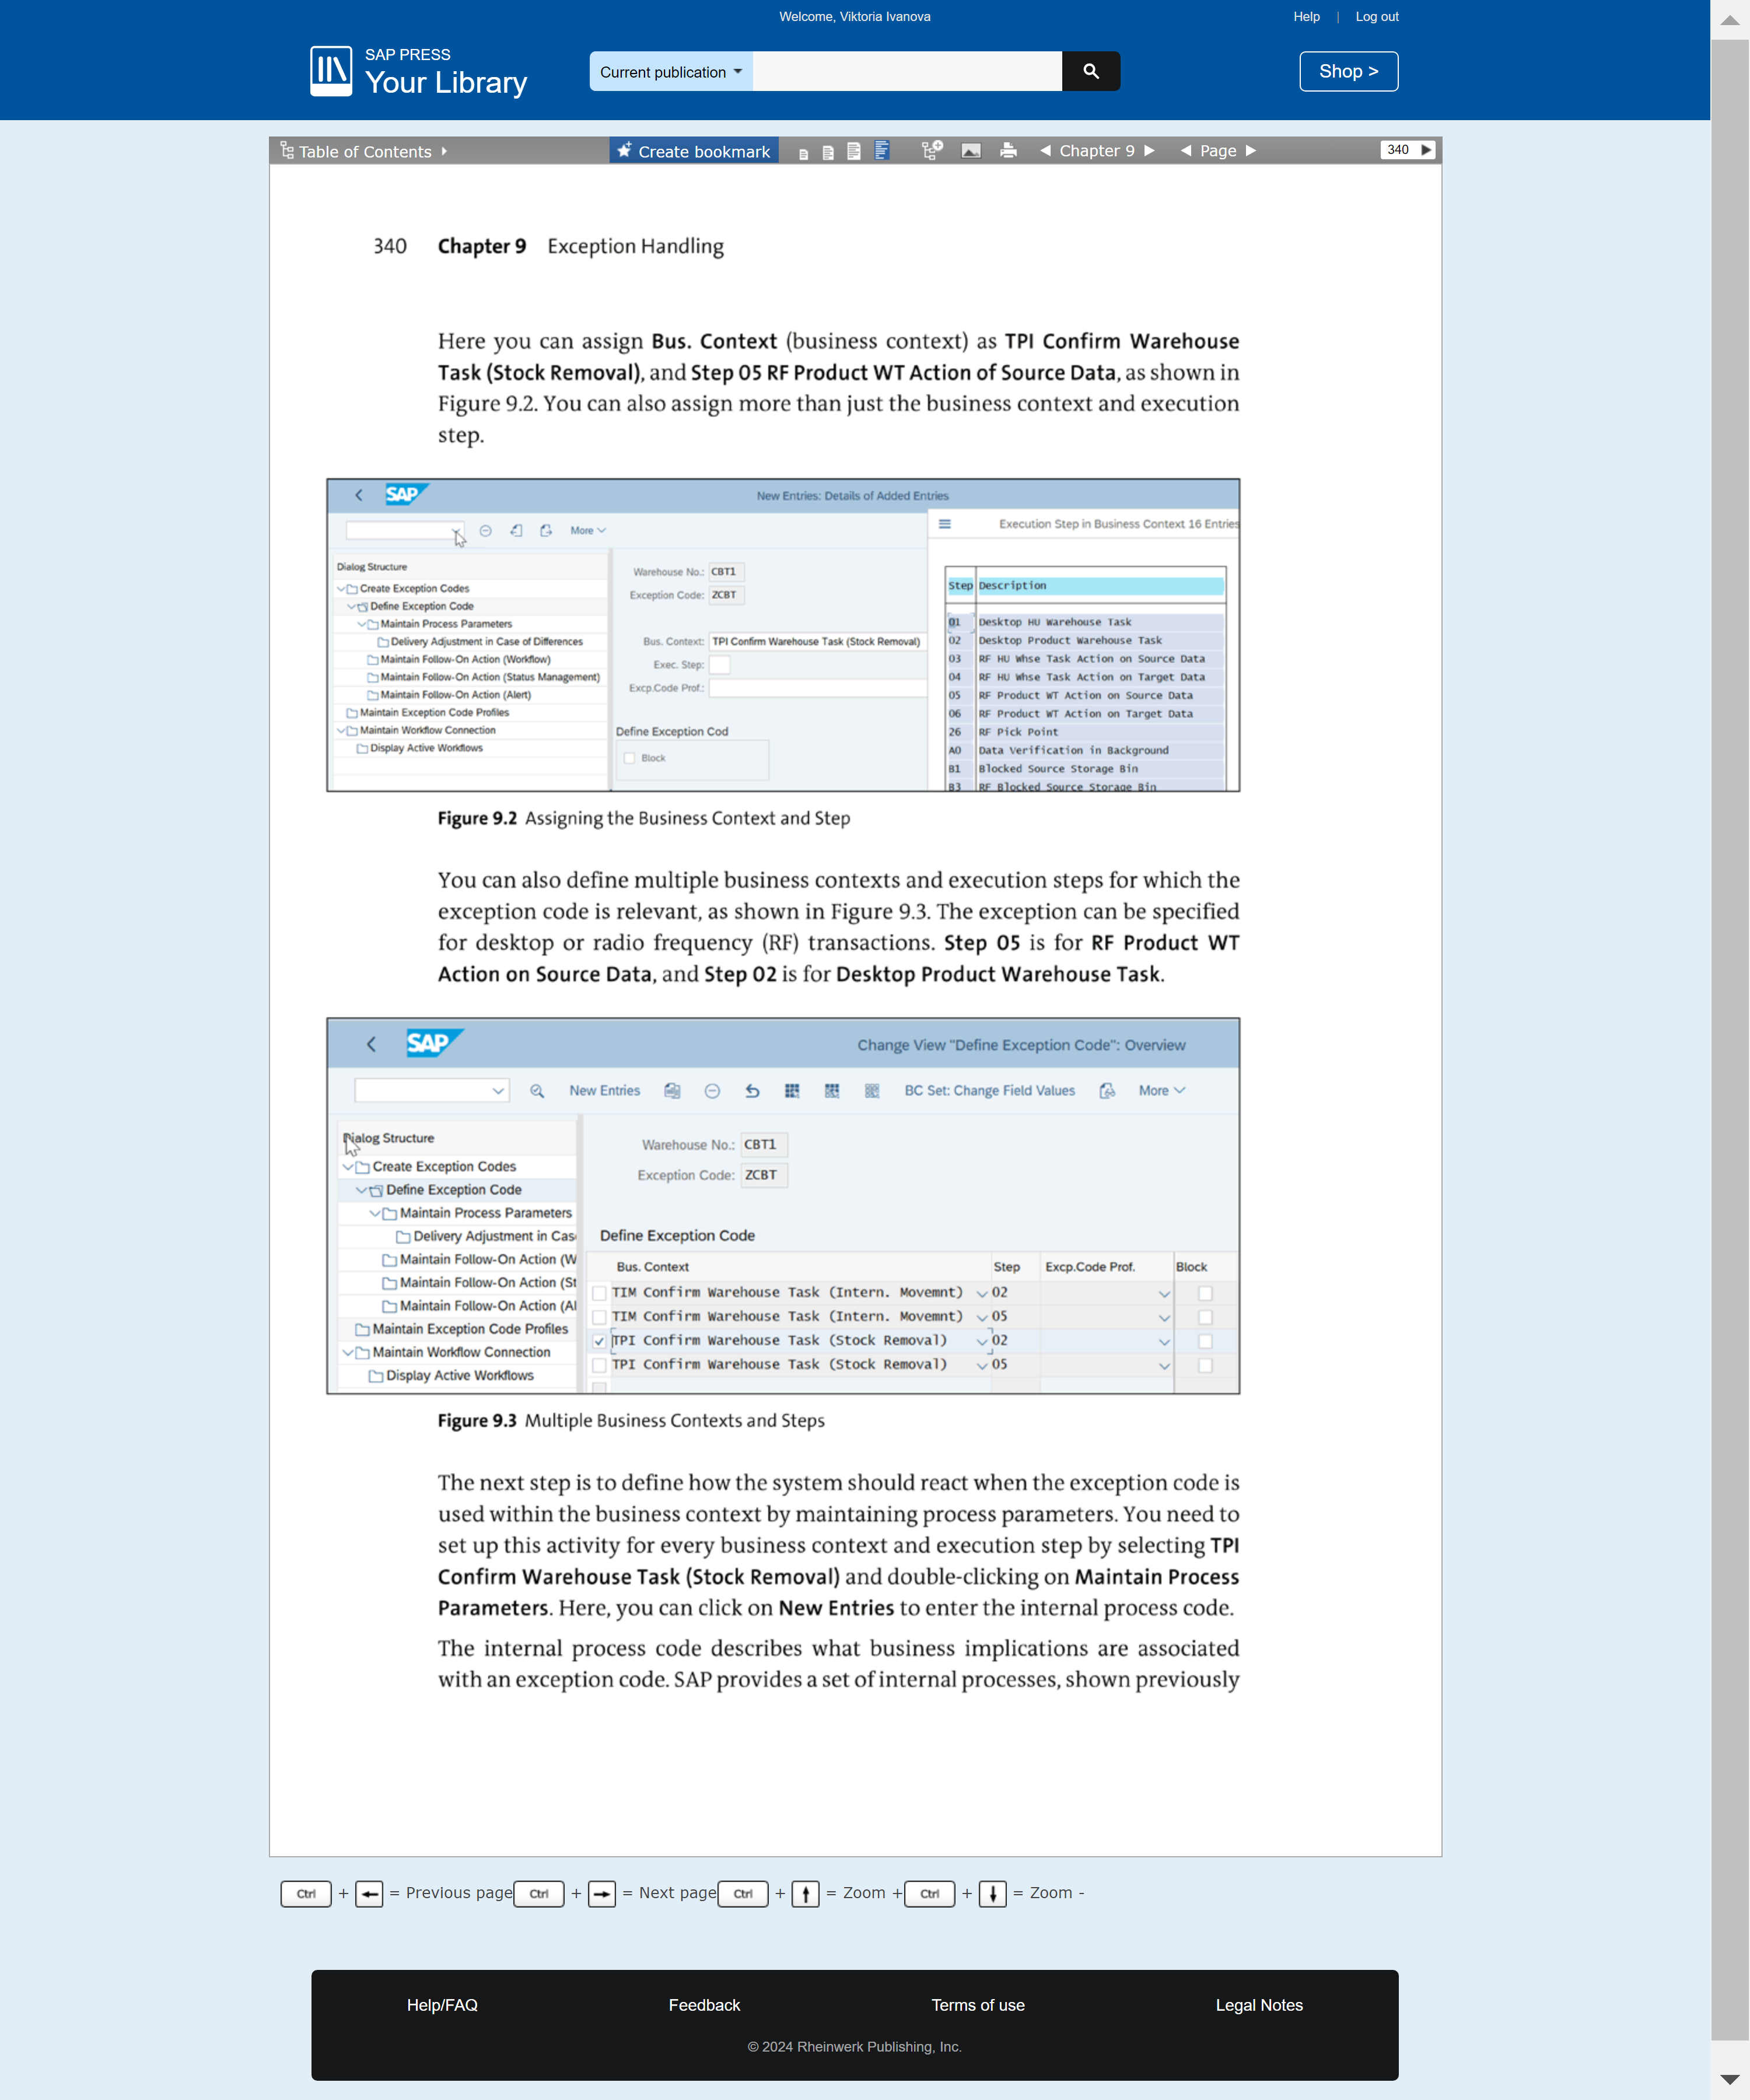 Welcome, Viktoria Ivanova
Help | Log out
SAP PRESS
Your Library
Current publication
Shop >
Table of Contents
Create bookmark
Chapter 9
Page
340
340 Chapter 9 Exception Handling
Here you can assign Bus. Context (business context) as TPI Confirm Warehouse
Task (Stock Removal), and Step 05 RF Product WT Action of Source Data, as shown in
Figure 9.2. You can also assign more than just the business context and execution
step.
SAP
New Entries: Details of Added Entries
More
Execution Step in Business Context 16 Entries
Dialog Structure
Create Exception Codes
Define Exception Code
Maintain Process Parameters
Delivery Adjustment in Case of Differences
Maintain Follow-On Action (Workflow)
Maintain Follow-On Action (Status Management)
Maintain Follow-On Action (Alert)
Maintain Exception Code Profiles
Maintain Workflow Connection
Display Active Workflows
Warehouse No.: CBT1
Exception Code: ZCBT
Bus. Context: TPI Confirm Warehouse Task (Stock Removal)
Exec. Step:
Excp.Code Prof.:
Define Exception Cod
Block
Step Description
01 Desktop HU Warehouse Task
02 Desktop Product Warehouse Task
03 RF HU Whse Task Action on Source Data
04 RF HU Whse Task Action on Target Data
05 RF Product WT Action on Source Data
06 RF Product WT Action on Target Data
26 RF Pick Point
A0 Data Verification in Background
B1 Blocked Source Storage Bin
B3 RF Blocked Source Storage Bin
Figure 9.2 Assigning the Business Context and Step
You can also define multiple business contexts and execution steps for which the
exception code is relevant, as shown in Figure 9.3. The exception can be specified
for desktop or radio frequency (RF) transactions. Step 05 is for RF Product WT
Action on Source Data, and Step 02 is for Desktop Product Warehouse Task.
SAP
Change View "Define Exception Code": Overview
New Entries
BC Set: Change Field Values
More
Dialog Structure
Create Exception Codes
Define Exception Code
Maintain Process Parameters
Delivery Adjustment in Cas
Maintain Follow-On Action (W
Maintain Follow-On Action (St
Maintain Follow-On Action (Al
Maintain Exception Code Profiles
Maintain Workflow Connection
Display Active Workflows
Warehouse No.: CBT1
Exception Code: ZCBT
Define Exception Code
Bus. Context Step Excp.Code Prof. Block
TIM Confirm Warehouse Task (Intern. Movemnt) 02
TIM Confirm Warehouse Task (Intern. Movemnt) 05
TPI Confirm Warehouse Task (Stock Removal) 02
TPI Confirm Warehouse Task (Stock Removal) 05
Figure 9.3 Multiple Business Contexts and Steps
The next step is to define how the system should react when the exception code is
used within the business context by maintaining process parameters. You need to
set up this activity for every business context and execution step by selecting TPI
Confirm Warehouse Task (Stock Removal) and double-clicking on Maintain Process
Parameters. Here, you can click on New Entries to enter the internal process code.
The internal process code describes what business implications are associated
with an exception code. SAP provides a set of internal processes, shown previously
Ctrl + ← = Previous page Ctrl + → = Next page Ctrl + ↑ = Zoom + Ctrl + ↓ = Zoom -
Help/FAQ
Feedback
Terms of use
Legal Notes
© 2024 Rheinwerk Publishing, Inc.